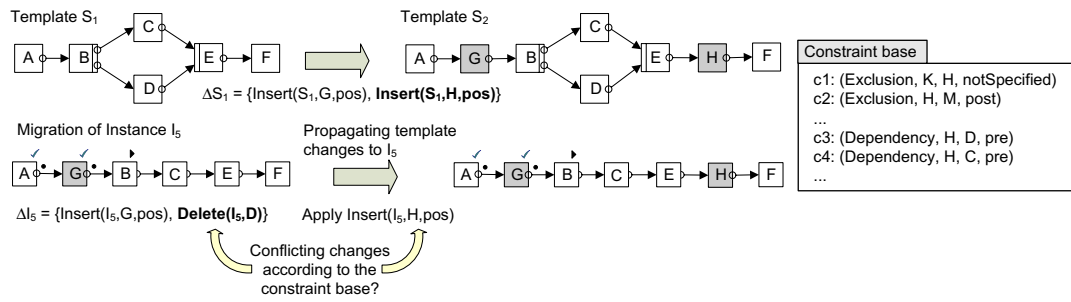 Template S1
A B C D E F
ΔS1 = {Insert(S1,G,pos), Insert(S1,H,pos)}
Template S2
A G B C D E H F
Constraint base
c1: (Exclusion, K, H, notSpecified)
c2: (Exclusion, H, M, post)
...
c3: (Dependency, H, D, pre)
c4: (Dependency, H, C, pre)
...
Migration of Instance I5
A G B C E F
ΔI5 = {Insert(I5,G,pos), Delete(I5,D)}
Propagating template
changes to I5
Apply Insert(I5,H,pos)
A G B C E H F
Conflicting changes
according to the
constraint base?